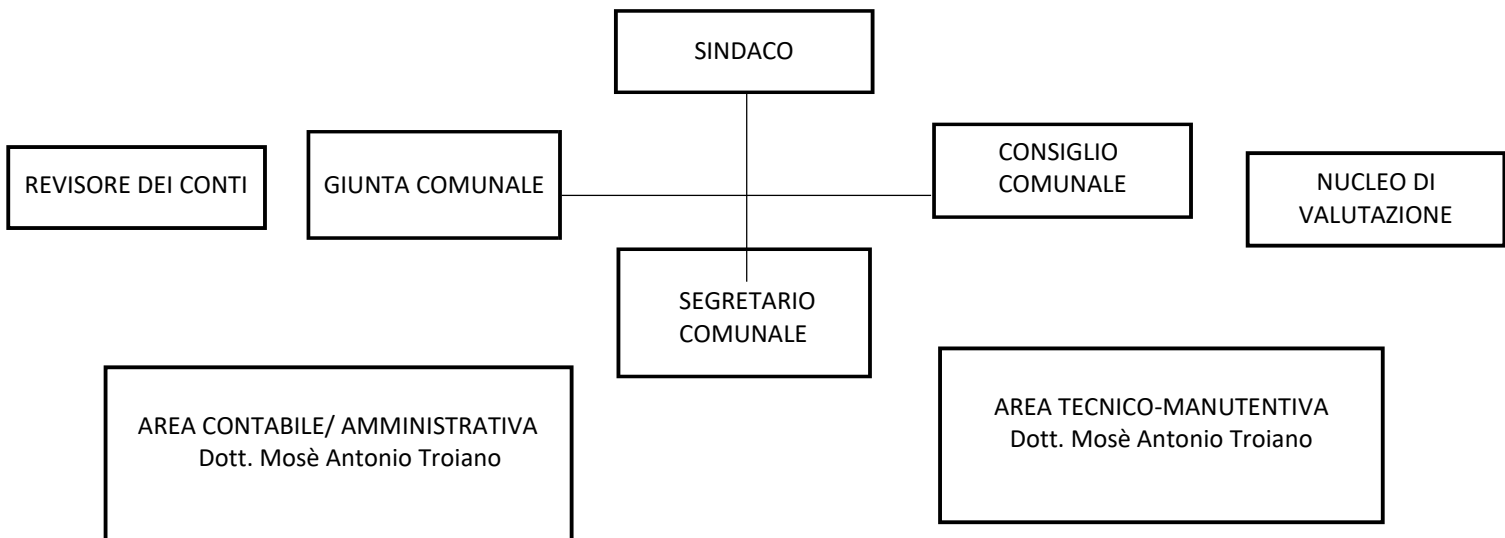 SINDACO
REVISORE DEI CONTI
GIUNTA COMUNALE
CONSIGLIO
COMUNALE
NUCLEO DI
VALUTAZIONE
SEGRETARIO
COMUNALE
AREA CONTABILE/ AMMINISTRATIVA
Dott. Mosè Antonio Troiano
AREA TECNICO-MANUTENTIVA
Dott. Mosè Antonio Troiano